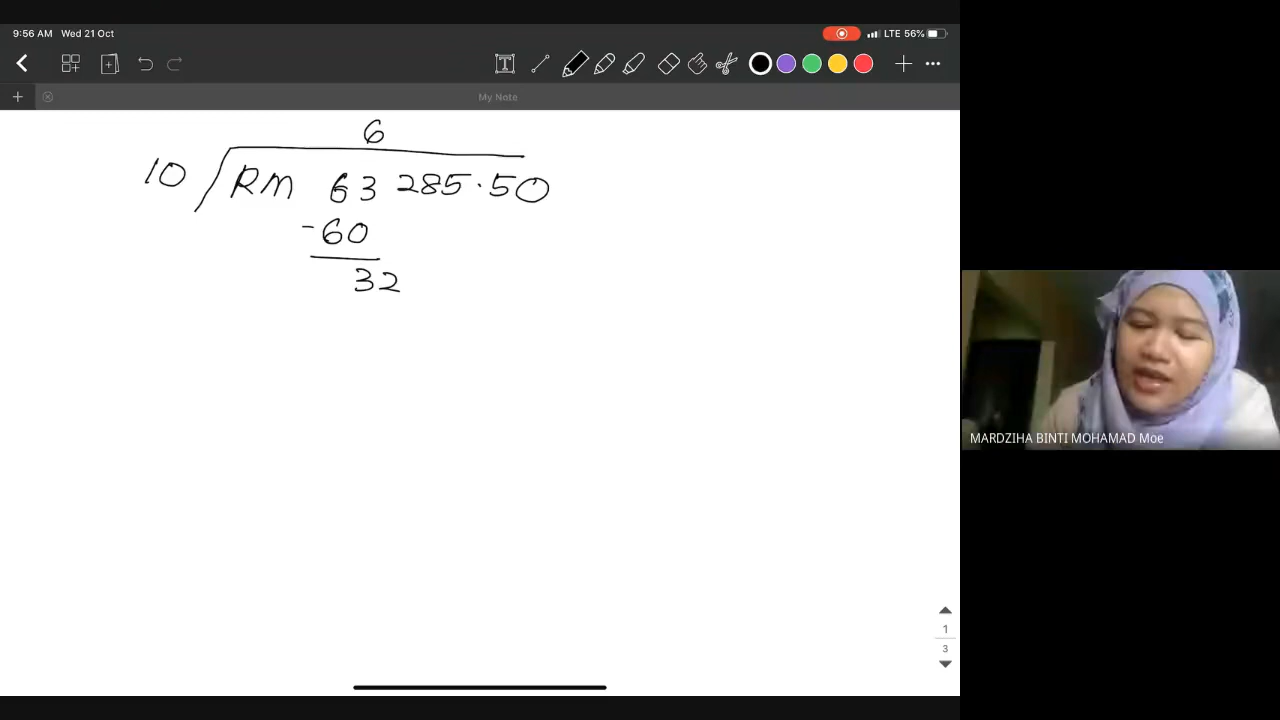 9:56 AM Wed 21 Oct
LTE 56%
My Note
6
10 RM 63 285.50
-60
32
MARDZIHA BINTI MOHAMAD Moe
1
3